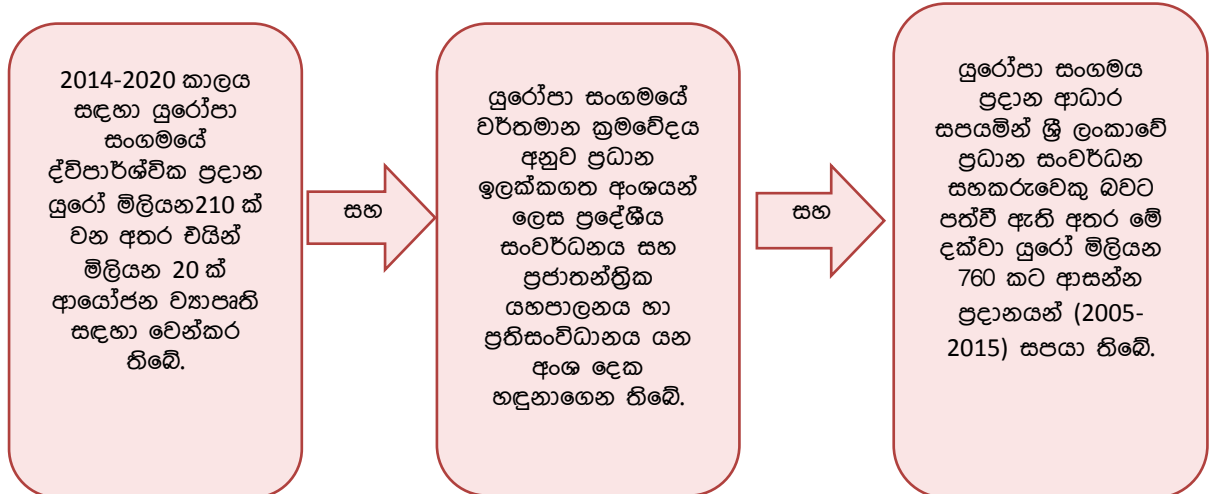 2014-2020 කාලය
සඳහා යුරෝපා
සංගමයේ
ද්විපාර්ශ්වික ප්‍රදාන
යුරෝ මිලියන210 ක්
වන අතර එයින්
මිලියන 20 ක්
ආයෝජන ව්‍යාපෘති
සඳහා වෙන්කර
තිබේ.
සහ
යුරෝපා සංගමයේ
වර්තමාන ක්‍රමවේදය
අනුව ප්‍රධාන
ඉලක්කගත අංශයන්
ලෙස ප්‍රදේශීය
සංවර්ධනය සහ
ප්‍රජාතන්ත්‍රික
යහපාලනය හා
ප්‍රතිසංවිධානය යන
අංශ දෙක
හඳුනාගෙන තිබේ.
සහ
යුරෝපා සංගමය
ප්‍රදාන ආධාර
සපයමින් ශ්‍රී ලංකාවේ
ප්‍රධාන සංවර්ධන
සහකරුවෙකු බවට
පත්වී ඇති අතර මේ
දක්වා යුරෝ මිලියන
760 කට ආසන්න
ප්‍රදානයන් (2005-
2015) සපයා තිබේ.